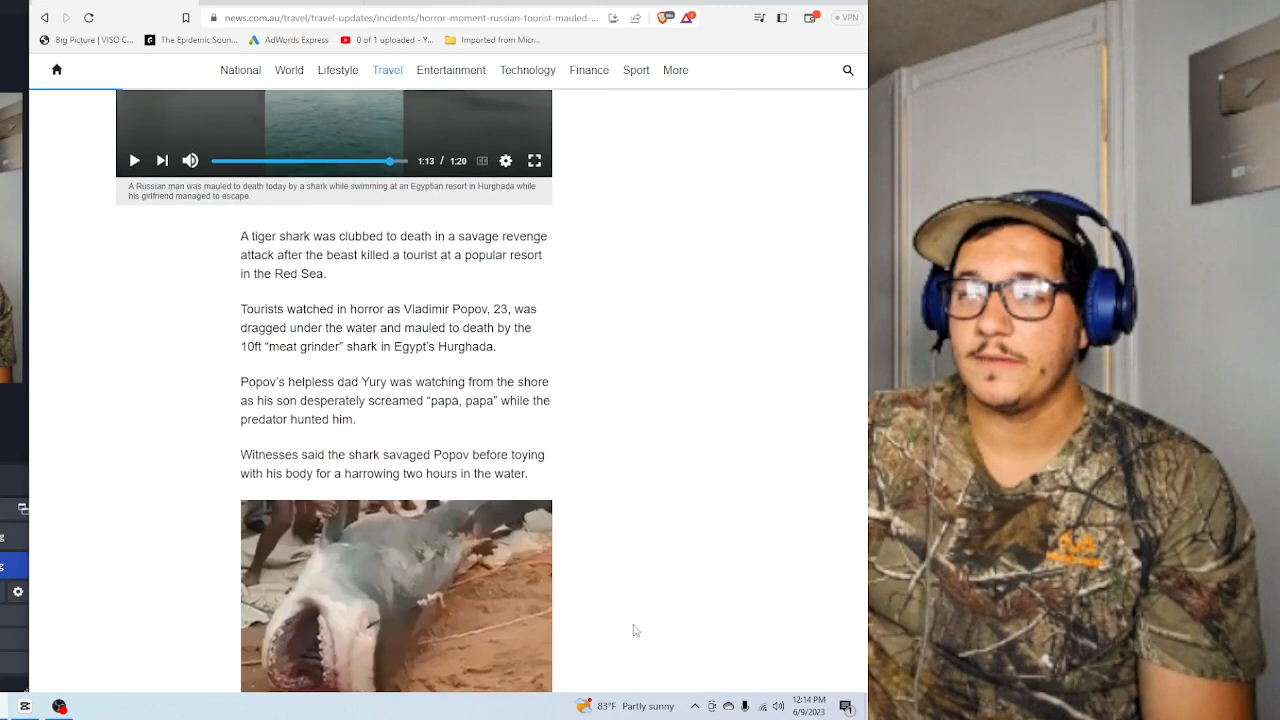 news.com.au/travel/travel-updates/incidents/horror-moment-russian-tourist-mauled-...
VPN
Big Picture | VISO C...
The Epidemic Soun...
AdWords Express
0 of 1 uploaded - Y...
Imported from Micr...
National World Lifestyle Travel Entertainment Technology Finance Sport More
1:13 / 1:20
A Russian man was mauled to death today by a shark while swimming at an Egyptian resort in Hurghada while
his girlfriend managed to escape.
A tiger shark was clubbed to death in a savage revenge
attack after the beast killed a tourist at a popular resort
in the Red Sea.
Tourists watched in horror as Vladimir Popov, 23, was
dragged under the water and mauled to death by the
10ft “meat grinder” shark in Egypt’s Hurghada.
Popov’s helpless dad Yury was watching from the shore
as his son desperately screamed “papa, papa” while the
predator hunted him.
Witnesses said the shark savaged Popov before toying
with his body for a harrowing two hours in the water.
83°F Partly sunny
12:14 PM
6/9/2023